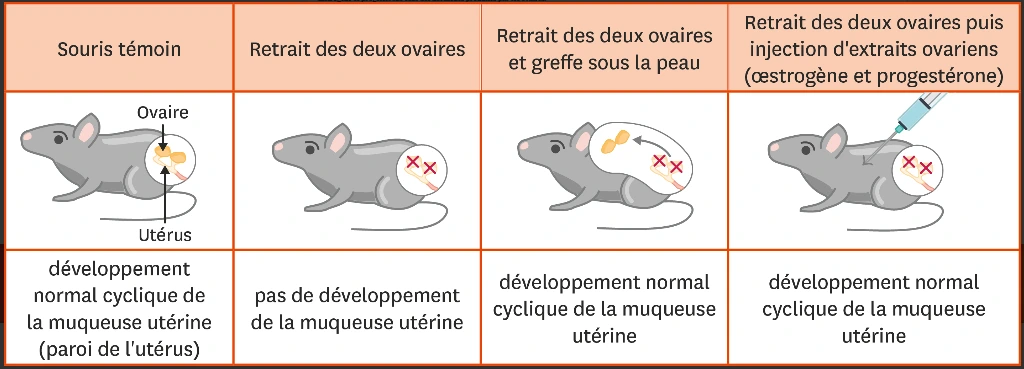 Souris témoin
Retrait des deux ovaires
Retrait des deux ovaires
et greffe sous la peau
Retrait des deux ovaires puis
injection d'extraits ovariens
(œstrogène et progestérone)
Ovaire
Utérus
développement
normal cyclique de
la muqueuse utérine
(paroi de l'utérus)
pas de développement
de la muqueuse utérine
développement normal
cyclique de la muqueuse
utérine
développement normal
cyclique de la muqueuse
utérine